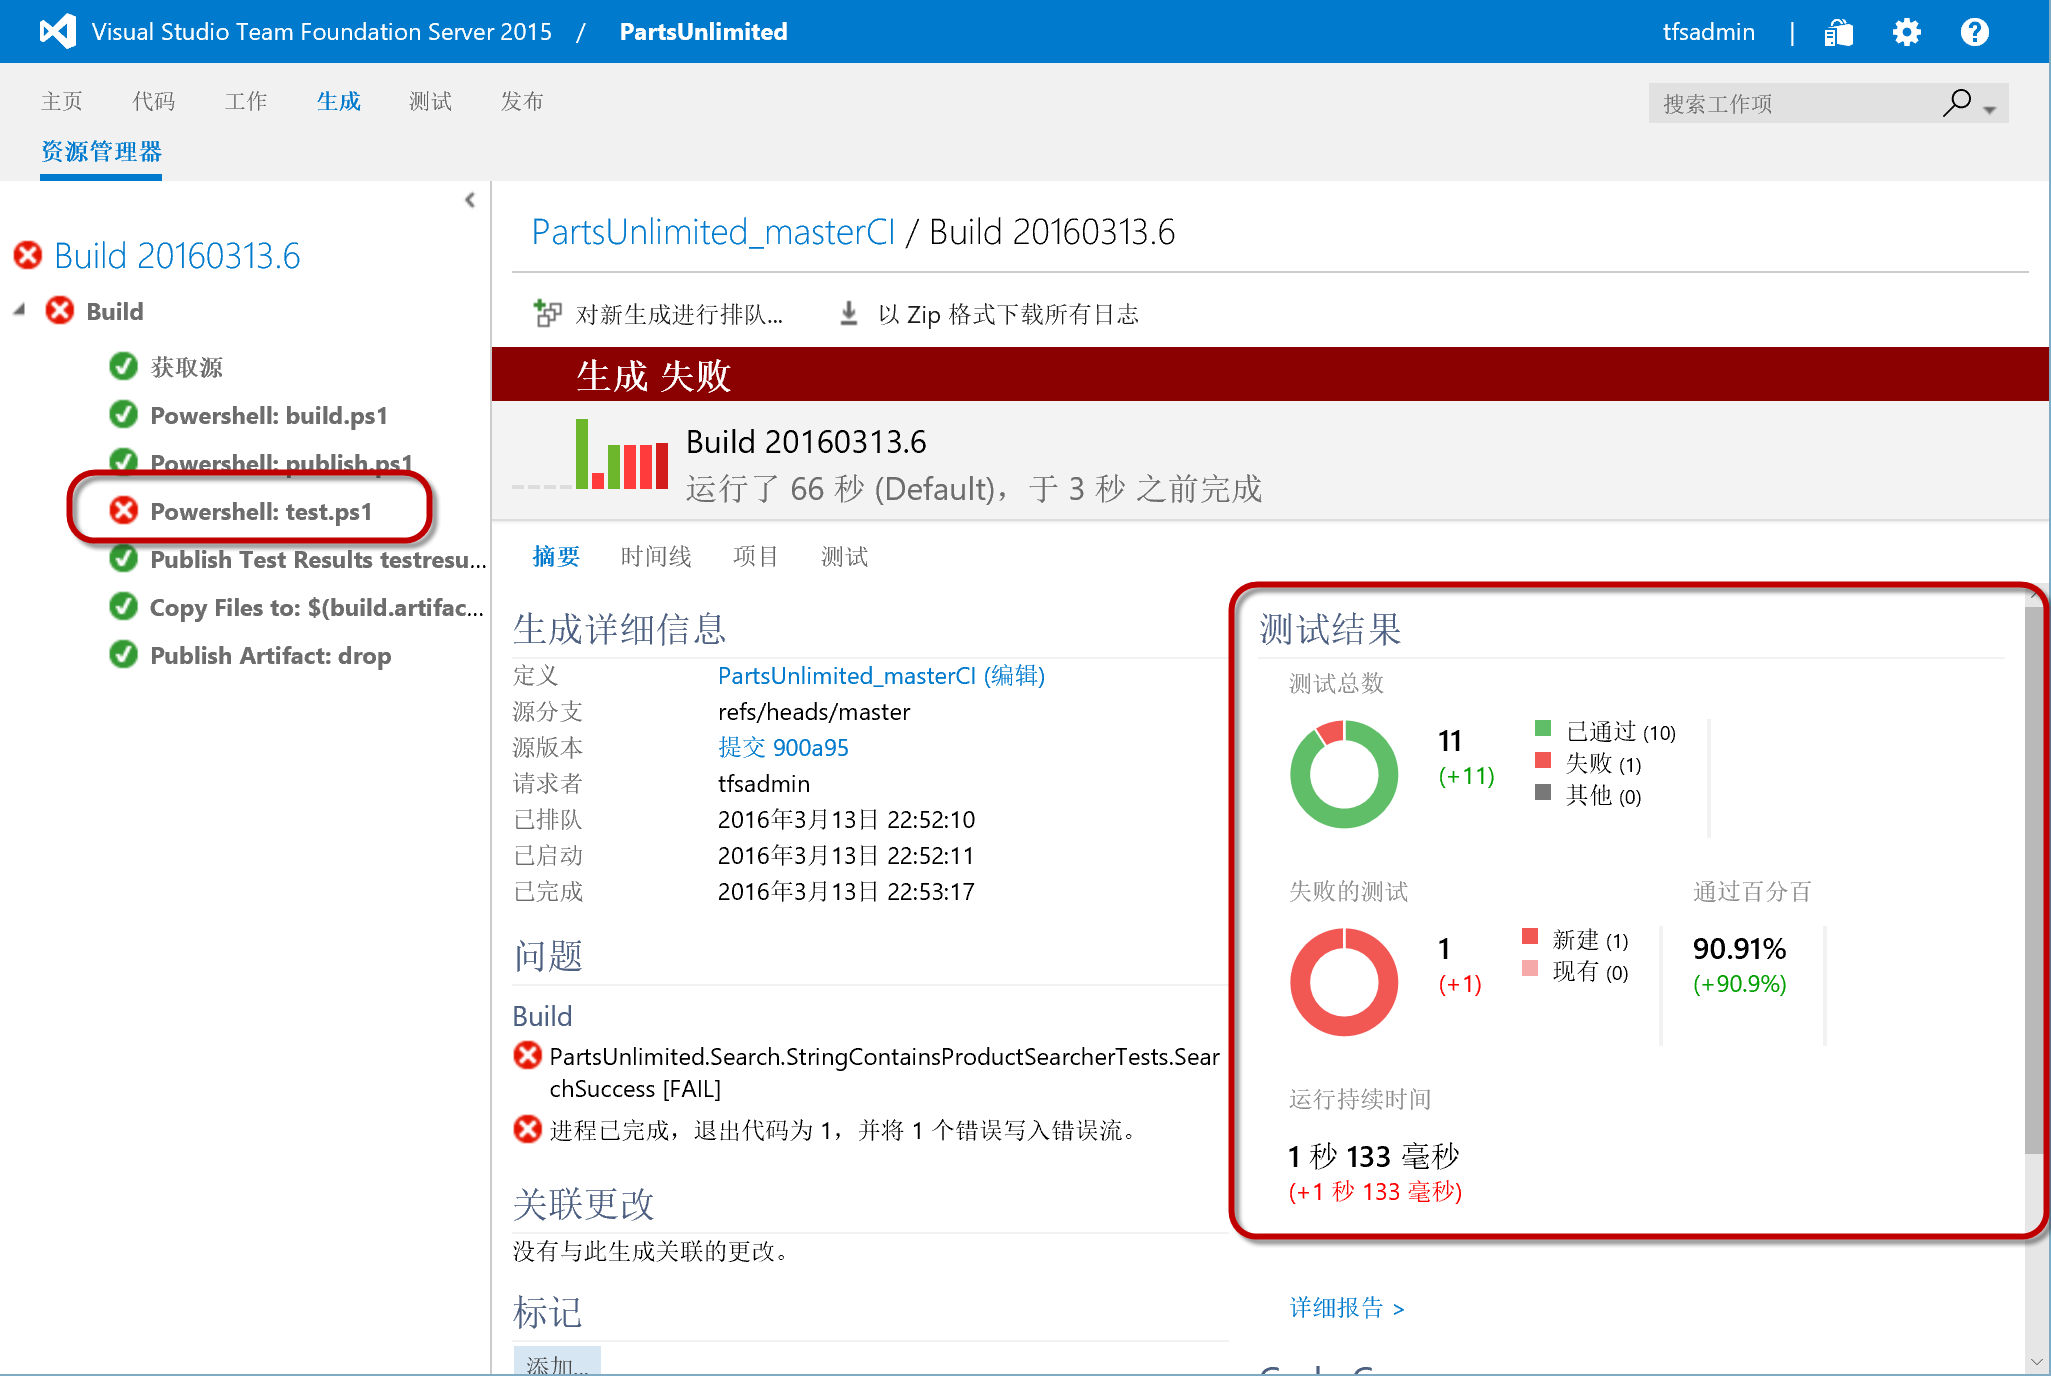 Visual Studio Team Foundation Server 2015 / PartsUnlimited
tfsadmin |
主页 代码 工作 生成 测试 发布
搜索工作项
资源管理器
Build 20160313.6
Build
获取源
Powershell: build.ps1
Powershell: publish.ps1
Powershell: test.ps1
Publish Test Results testresu...
Copy Files to: $(build.artifac...
Publish Artifact: drop
PartsUnlimited_masterCI / Build 20160313.6
对新生成进行排队... 以 Zip 格式下载所有日志
生成 失败
Build 20160313.6
运行了 66 秒 (Default)，于 3 秒 之前完成
摘要 时间线 项目 测试
生成详细信息
定义 PartsUnlimited_masterCI (编辑)
源分支 refs/heads/master
源版本 提交 900a95
请求者 tfsadmin
已排队 2016年3月13日 22:52:10
已启动 2016年3月13日 22:52:11
已完成 2016年3月13日 22:53:17
问题
Build
PartsUnlimited.Search.StringContainsProductSearcherTests.Sear
chSuccess [FAIL]
进程已完成，退出代码为 1，并将 1 个错误写入错误流。
关联更改
没有与此生成关联的更改。
标记
添加...
测试结果
测试总数
11
(+11)
已通过 (10)
失败 (1)
其他 (0)
失败的测试
1
(+1)
新建 (1)
现有 (0)
通过百分百
90.91%
(+90.9%)
运行持续时间
1 秒 133 毫秒
(+1 秒 133 毫秒)
详细报告 >